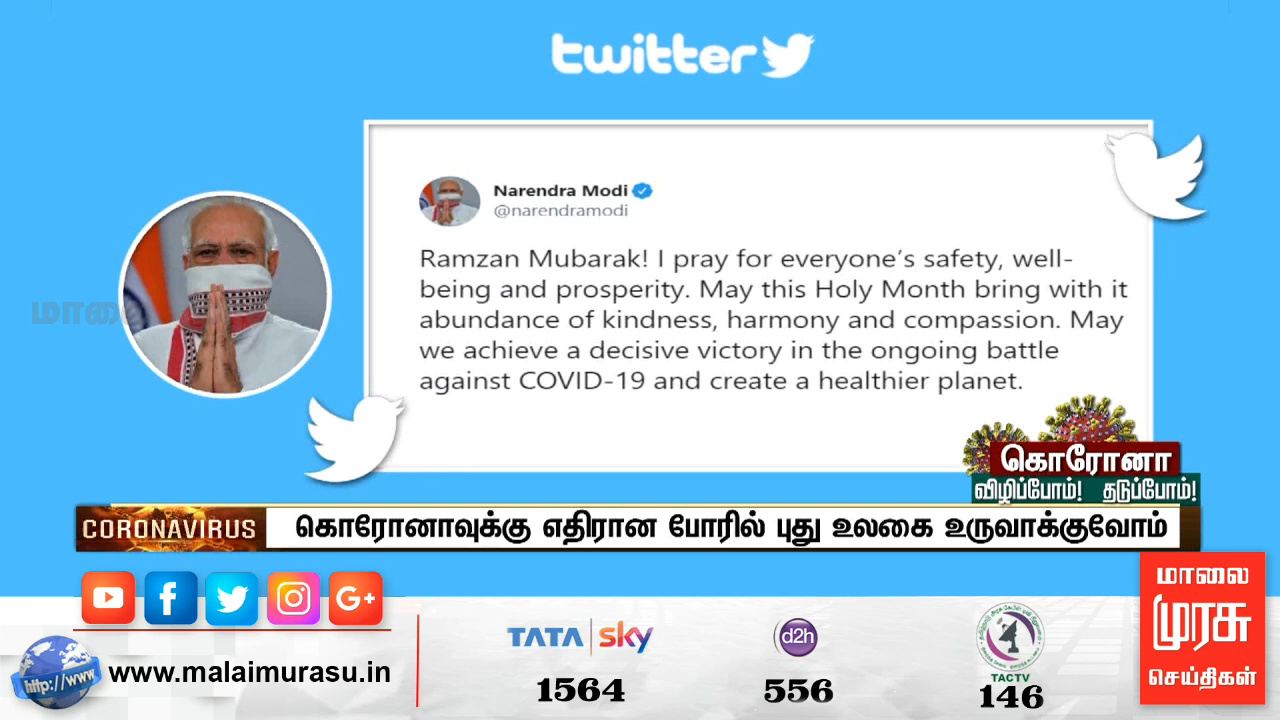 twitter
Narendra Modi
@narendramodi
Ramzan Mubarak! I pray for everyone's safety, well-
being and prosperity. May this Holy Month bring with it
abundance of kindness, harmony and compassion. May
we achieve a decisive victory in the ongoing battle
against COVID-19 and create a healthier planet.
மாலை
கொரோனா
விழிப்போம்! தடுப்போம்!
CORONAVIRUS கொரோனாவுக்கு எதிரான போரில் புது உலகை உருவாக்குவோம்
G+
http://www
www.malaimurasu.in
TATA sky
1564
d2h
556
TACTV
146
மாலை
முரசு
செய்திகள்